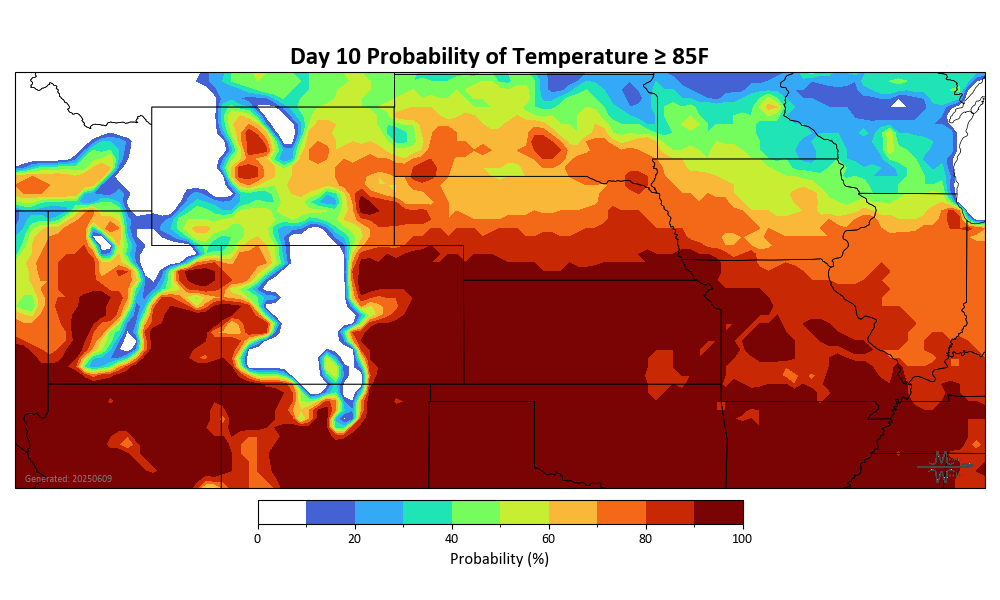 Day 10 Probability of Temperature ≥ 85F
Generated: 20250609
M
W
0 20 40 60 80 100
Probability (%)